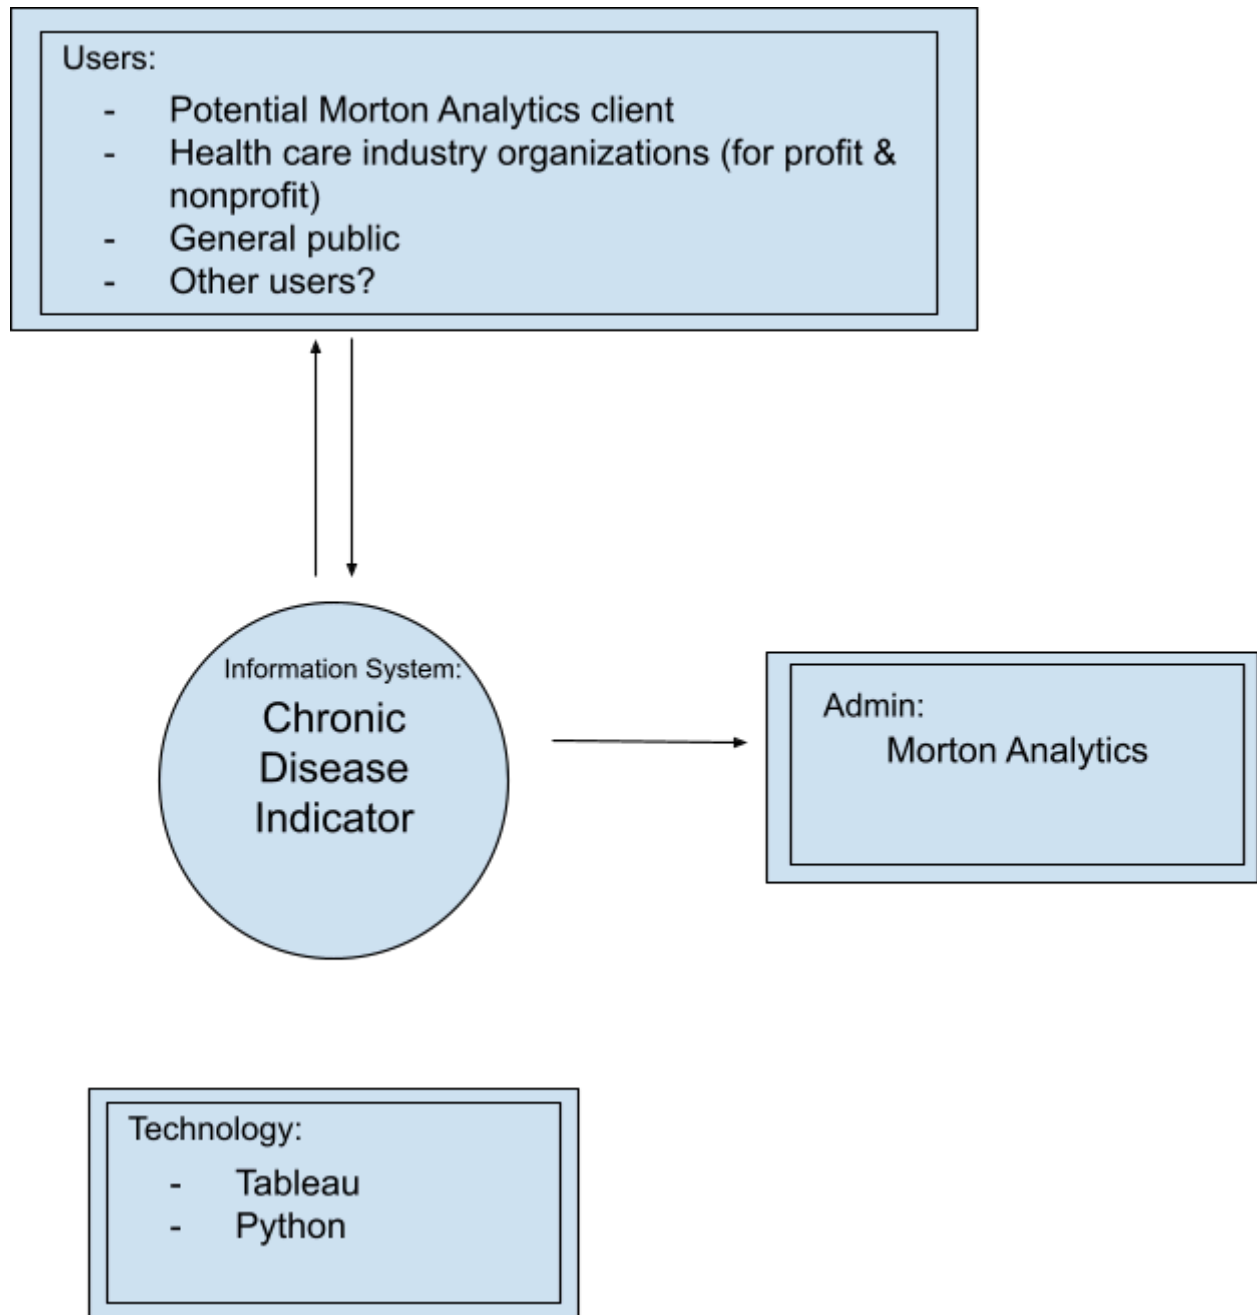 Users:
- Potential Morton Analytics client
- Health care industry organizations (for profit &
nonprofit)
- General public
- Other users?
Information System:
Chronic
Disease
Indicator
Admin:
Morton Analytics
Technology:
- Tableau
- Python